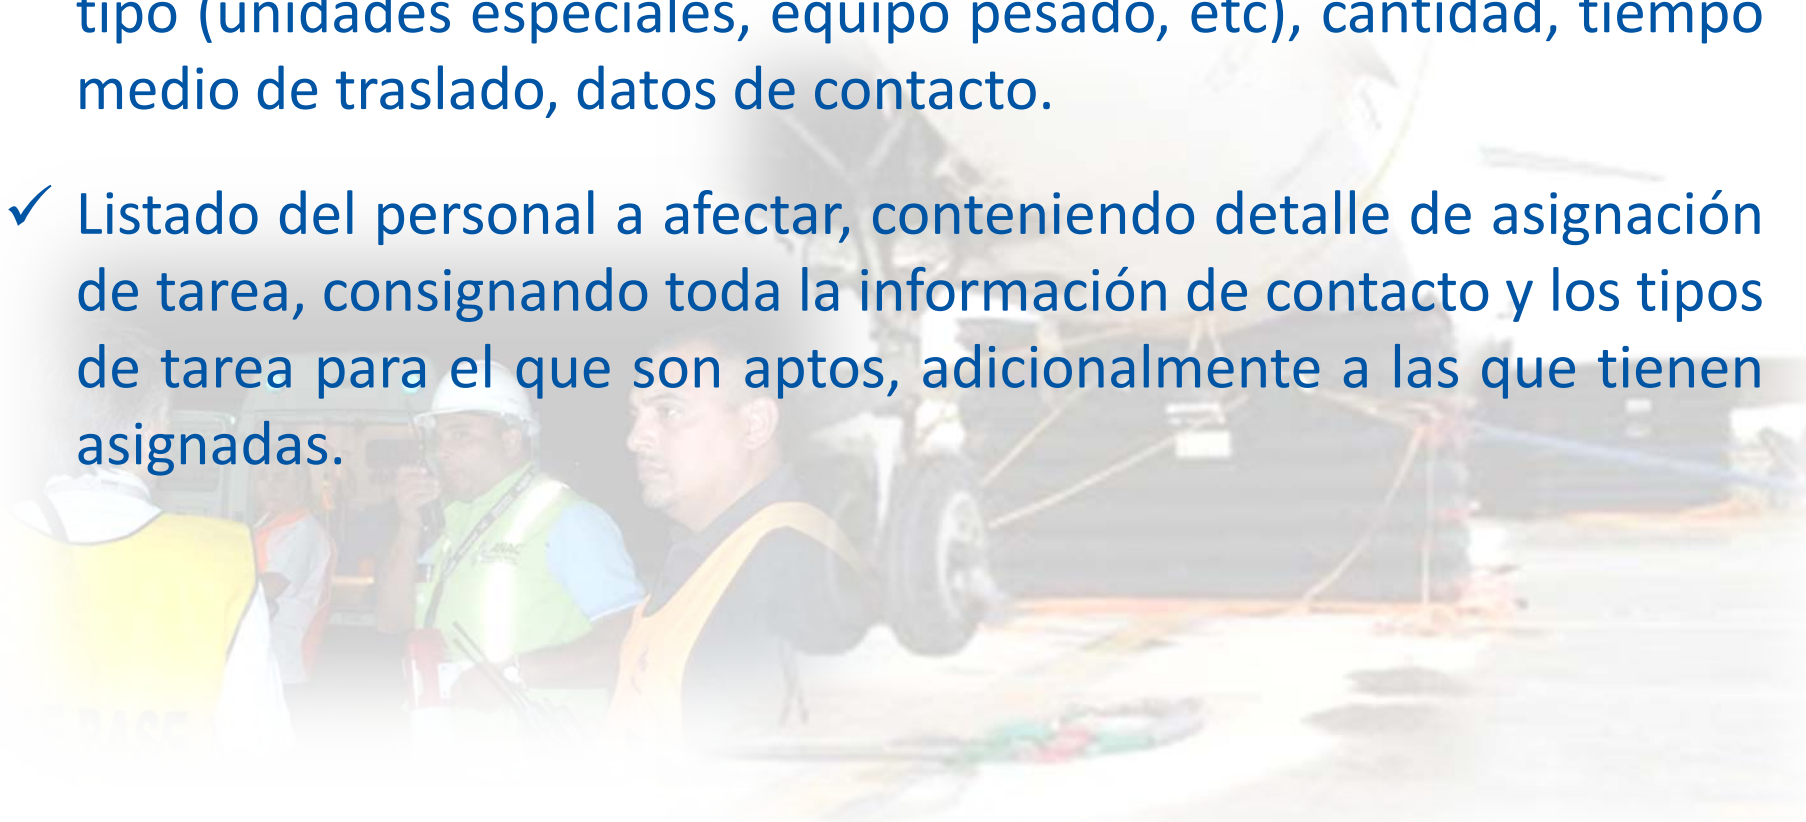 tipo (unidades especiales, equipo pesado, etc), cantidad, tiempo
medio de traslado, datos de contacto.
✓ Listado del personal a afectar, conteniendo detalle de asignación
de tarea, consignando toda la información de contacto y los tipos
de tarea para el que son aptos, adicionalmente a las que tienen
asignadas.
ANAC
BASE